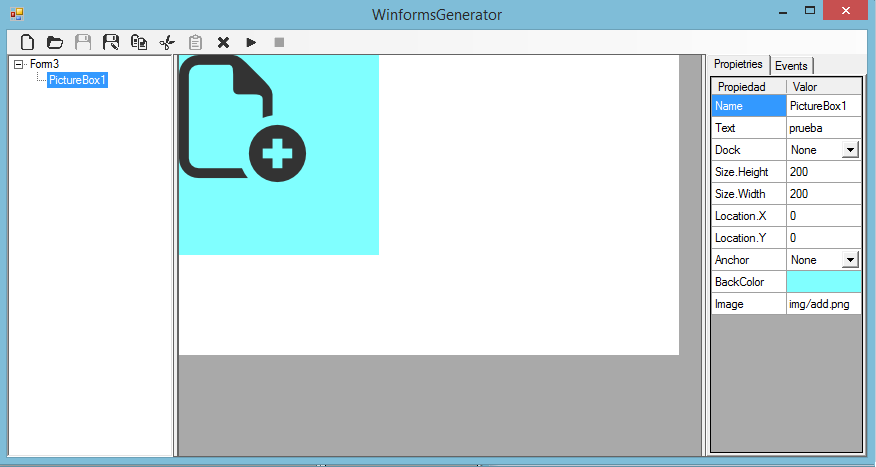 WinformsGenerator
Form3
PictureBox1
Propietries Events
Propiedad Valor
Name PictureBox1
Text prueba
Dock None
Size.Height 200
Size.Width 200
Location.X 0
Location.Y 0
Anchor None
BackColor
Image img/add.png